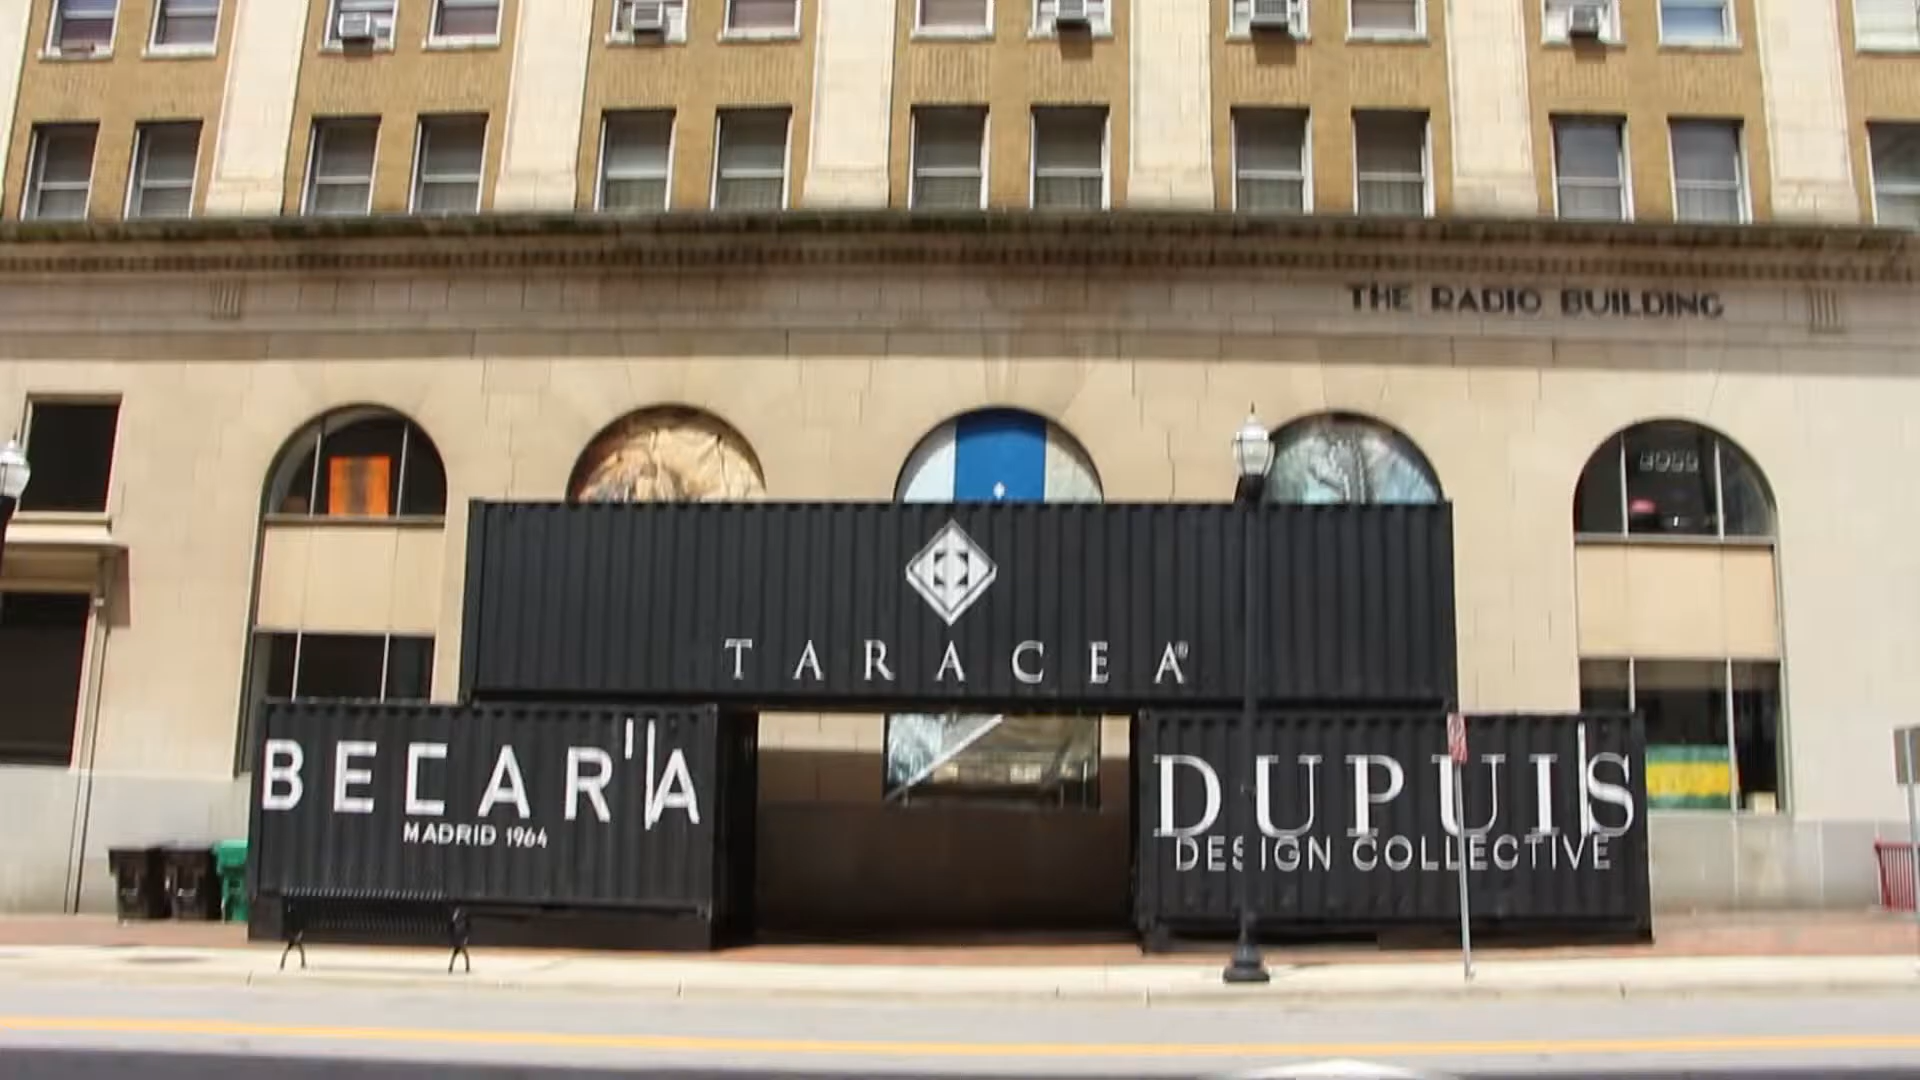 THE RADIO BUILDING
TARACEA®
BECARA
MADRID 1964
DUPUIS
DESIGN COLLECTIVE